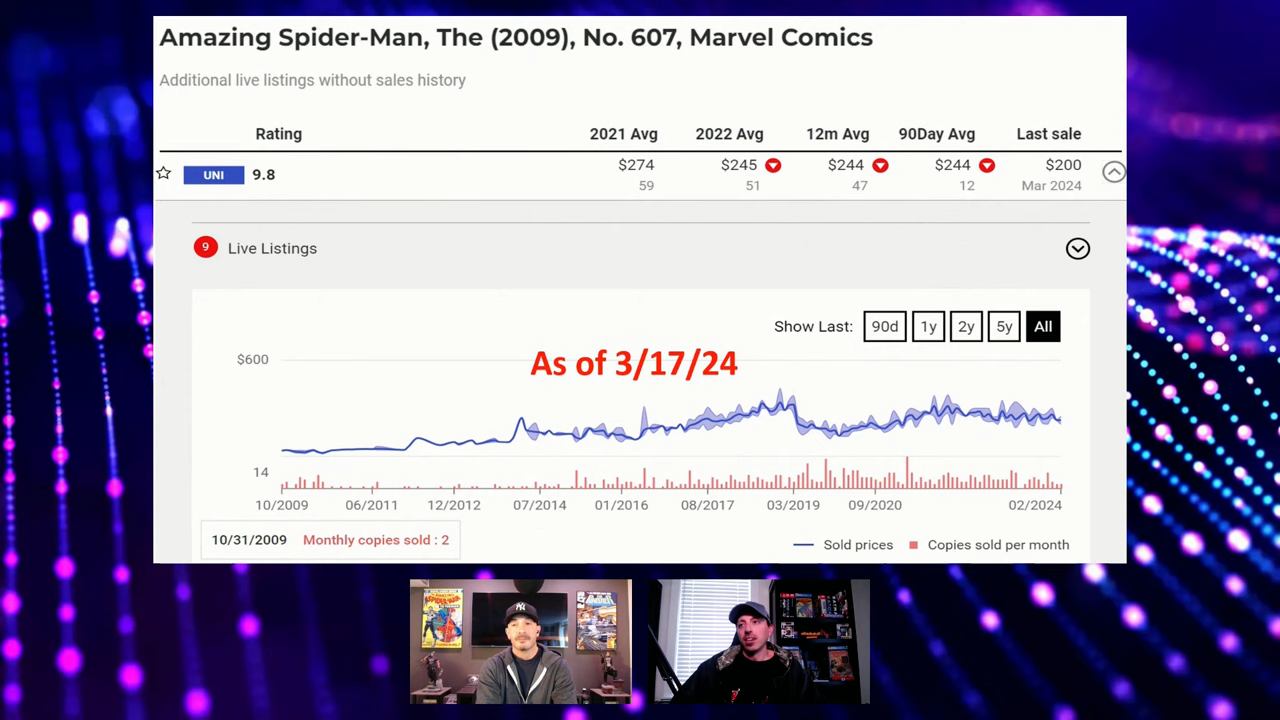 Amazing Spider-Man, The (2009), No. 607, Marvel Comics
Additional live listings without sales history
Rating 2021 Avg 2022 Avg 12m Avg 90Day Avg Last sale
UNI 9.8 $274 $245 $244 $244 $200
59 51 47 12 Mar 2024
9 Live Listings
Show Last: 90d 1y 2y 5y All
$600
As of 3/17/24
14
10/2009 06/2011 12/2012 07/2014 01/2016 08/2017 03/2019 09/2020 02/2024
10/31/2009 Monthly copies sold : 2
Sold prices Copies sold per month